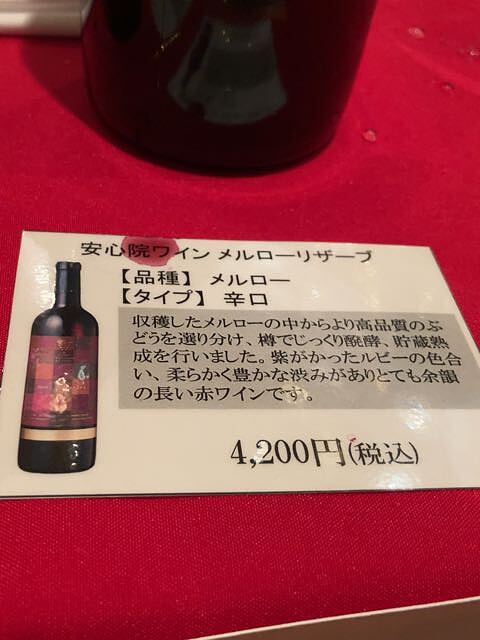 安心院ワイン メルローリザーブ
【品種】 メルロー
【タイプ】 辛口
収穫したメルローの中からより高品質のぶ
どうを選り分け、樽でじっくり醗酵、貯蔵熟
成を行いました。紫がかったルビーの色合
い、柔らかく豊かな渋みがありとても余韻
の長い赤ワインです。
4,200円(税込)